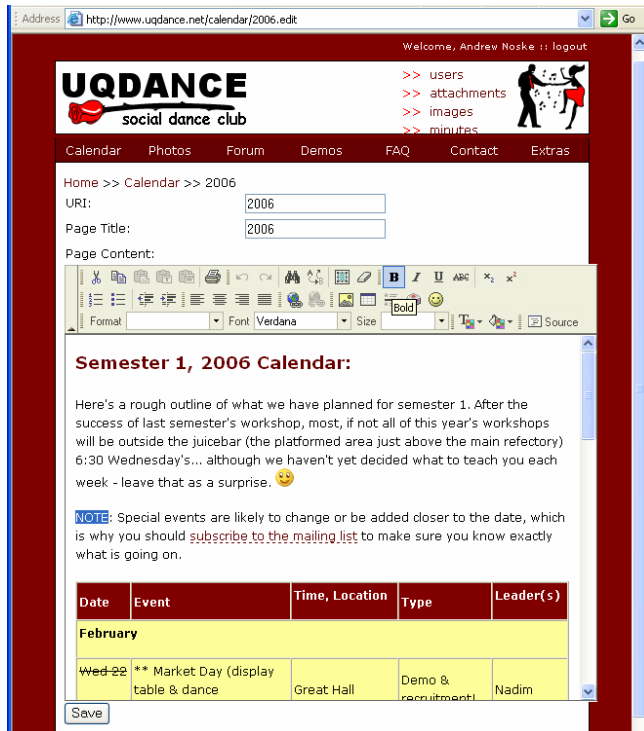 Address http://www.uqdance.net/calendar/2006.edit Go
Welcome, Andrew Noske :: logout
UQDANCE
social dance club
>> users
>> attachments
>> images
>> minutes
Calendar Photos Forum Demos FAQ Contact Extras
Home >> Calendar >> 2006
URI: 2006
Page Title: 2006
Page Content:
B I U ABC x₂ x²
Bold
Format Font Verdana Size Source
Semester 1, 2006 Calendar:
Here's a rough outline of what we have planned for semester 1. After the
success of last semester's workshop, most, if not all of this year's workshops
will be outside the juicebar (the platformed area just above the main refectory)
6:30 Wednesday's... although we haven't yet decided what to teach you each
week - leave that as a surprise.
NOTE: Special events are likely to change or be added closer to the date, which
is why you should subscribe to the mailing list to make sure you know exactly
what is going on.
Date Event Time, Location Type Leader(s)
February
Wed 22 ** Market Day (display
table & dance Great Hall Demo &
recruitment! Nadim
Save